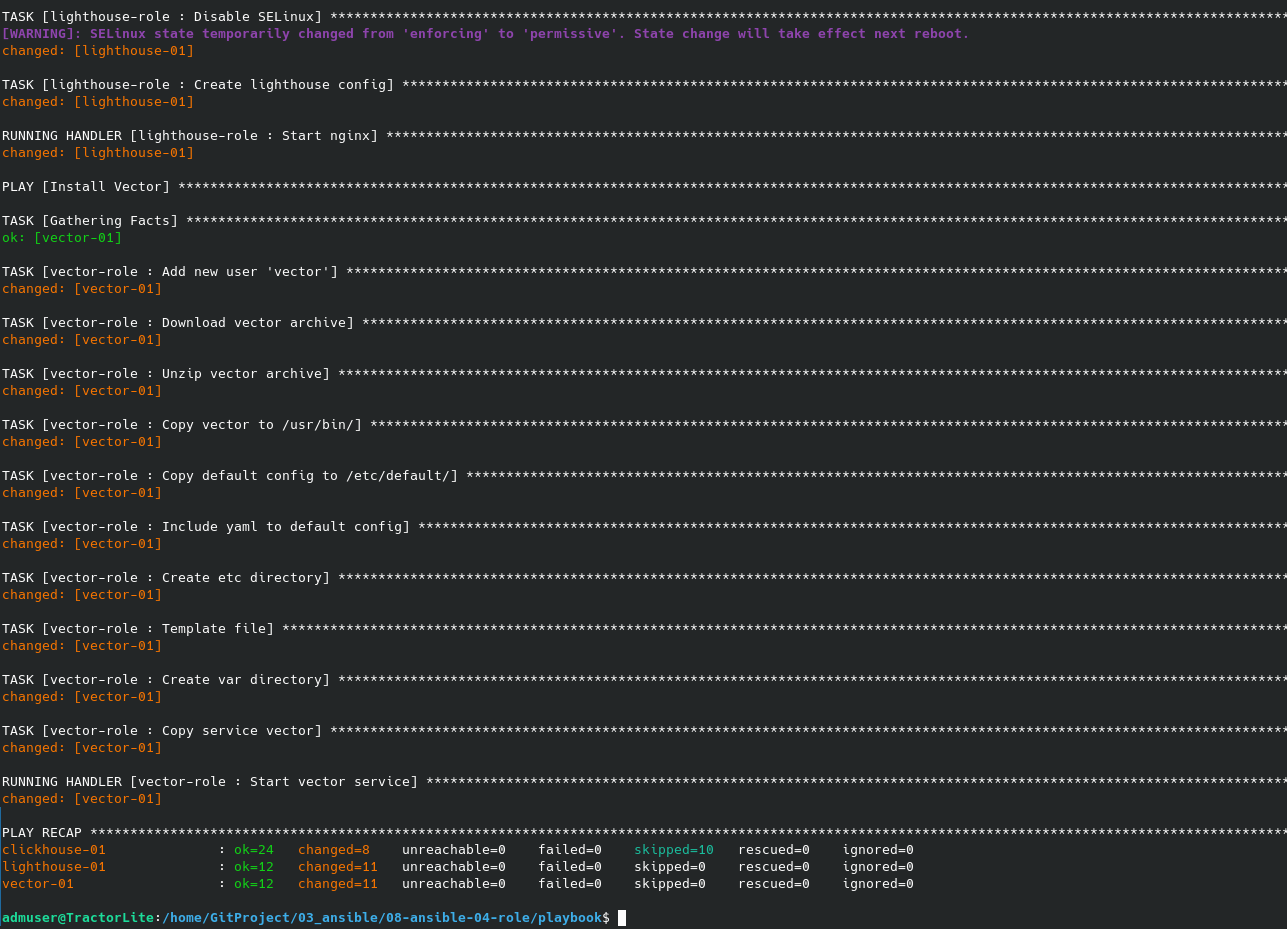 TASK [lighthouse-role : Disable SELinux] ************************************************************************************************************************
[WARNING]: SELinux state temporarily changed from 'enforcing' to 'permissive'. State change will take effect next reboot.
changed: [lighthouse-01]
TASK [lighthouse-role : Create lighthouse config] ***************************************************************************************************************
changed: [lighthouse-01]
RUNNING HANDLER [lighthouse-role : Start nginx] *****************************************************************************************************************
changed: [lighthouse-01]
PLAY [Install Vector] *******************************************************************************************************************************************
TASK [Gathering Facts] ******************************************************************************************************************************************
ok: [vector-01]
TASK [vector-role : Add new user 'vector'] **********************************************************************************************************************
changed: [vector-01]
TASK [vector-role : Download vector archive] ********************************************************************************************************************
changed: [vector-01]
TASK [vector-role : Unzip vector archive] ***********************************************************************************************************************
changed: [vector-01]
TASK [vector-role : Copy vector to /usr/bin/] *******************************************************************************************************************
changed: [vector-01]
TASK [vector-role : Copy default config to /etc/default/] *******************************************************************************************************
changed: [vector-01]
TASK [vector-role : Include yaml to default config] *************************************************************************************************************
changed: [vector-01]
TASK [vector-role : Create etc directory] ***********************************************************************************************************************
changed: [vector-01]
TASK [vector-role : Template file] ******************************************************************************************************************************
changed: [vector-01]
TASK [vector-role : Create var directory] ***********************************************************************************************************************
changed: [vector-01]
TASK [vector-role : Copy service vector] ************************************************************************************************************************
changed: [vector-01]
RUNNING HANDLER [vector-role : Start vector service] ************************************************************************************************************
changed: [vector-01]
PLAY RECAP ******************************************************************************************************************************************************
clickhouse-01              : ok=24   changed=8    unreachable=0    failed=0    skipped=10   rescued=0    ignored=0
lighthouse-01              : ok=12   changed=11   unreachable=0    failed=0    skipped=0    rescued=0    ignored=0
vector-01                  : ok=12   changed=11   unreachable=0    failed=0    skipped=0    rescued=0    ignored=0
admuser@TractorLite:/home/GitProject/03_ansible/08-ansible-04-role/playbook$